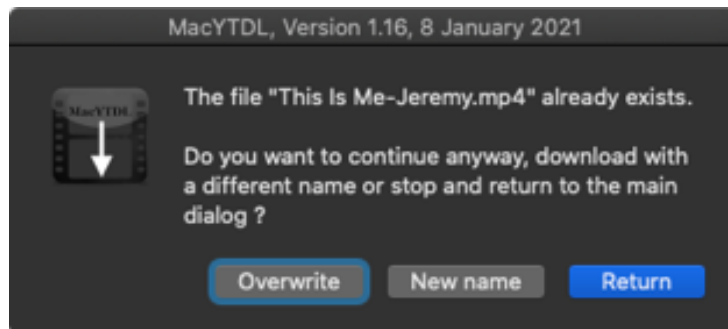 MacYTDL, Version 1.16, 8 January 2021
MacYTDL
The file "This Is Me-Jeremy.mp4" already exists.
Do you want to continue anyway, download with
a different name or stop and return to the main
dialog ?
Overwrite New name Return